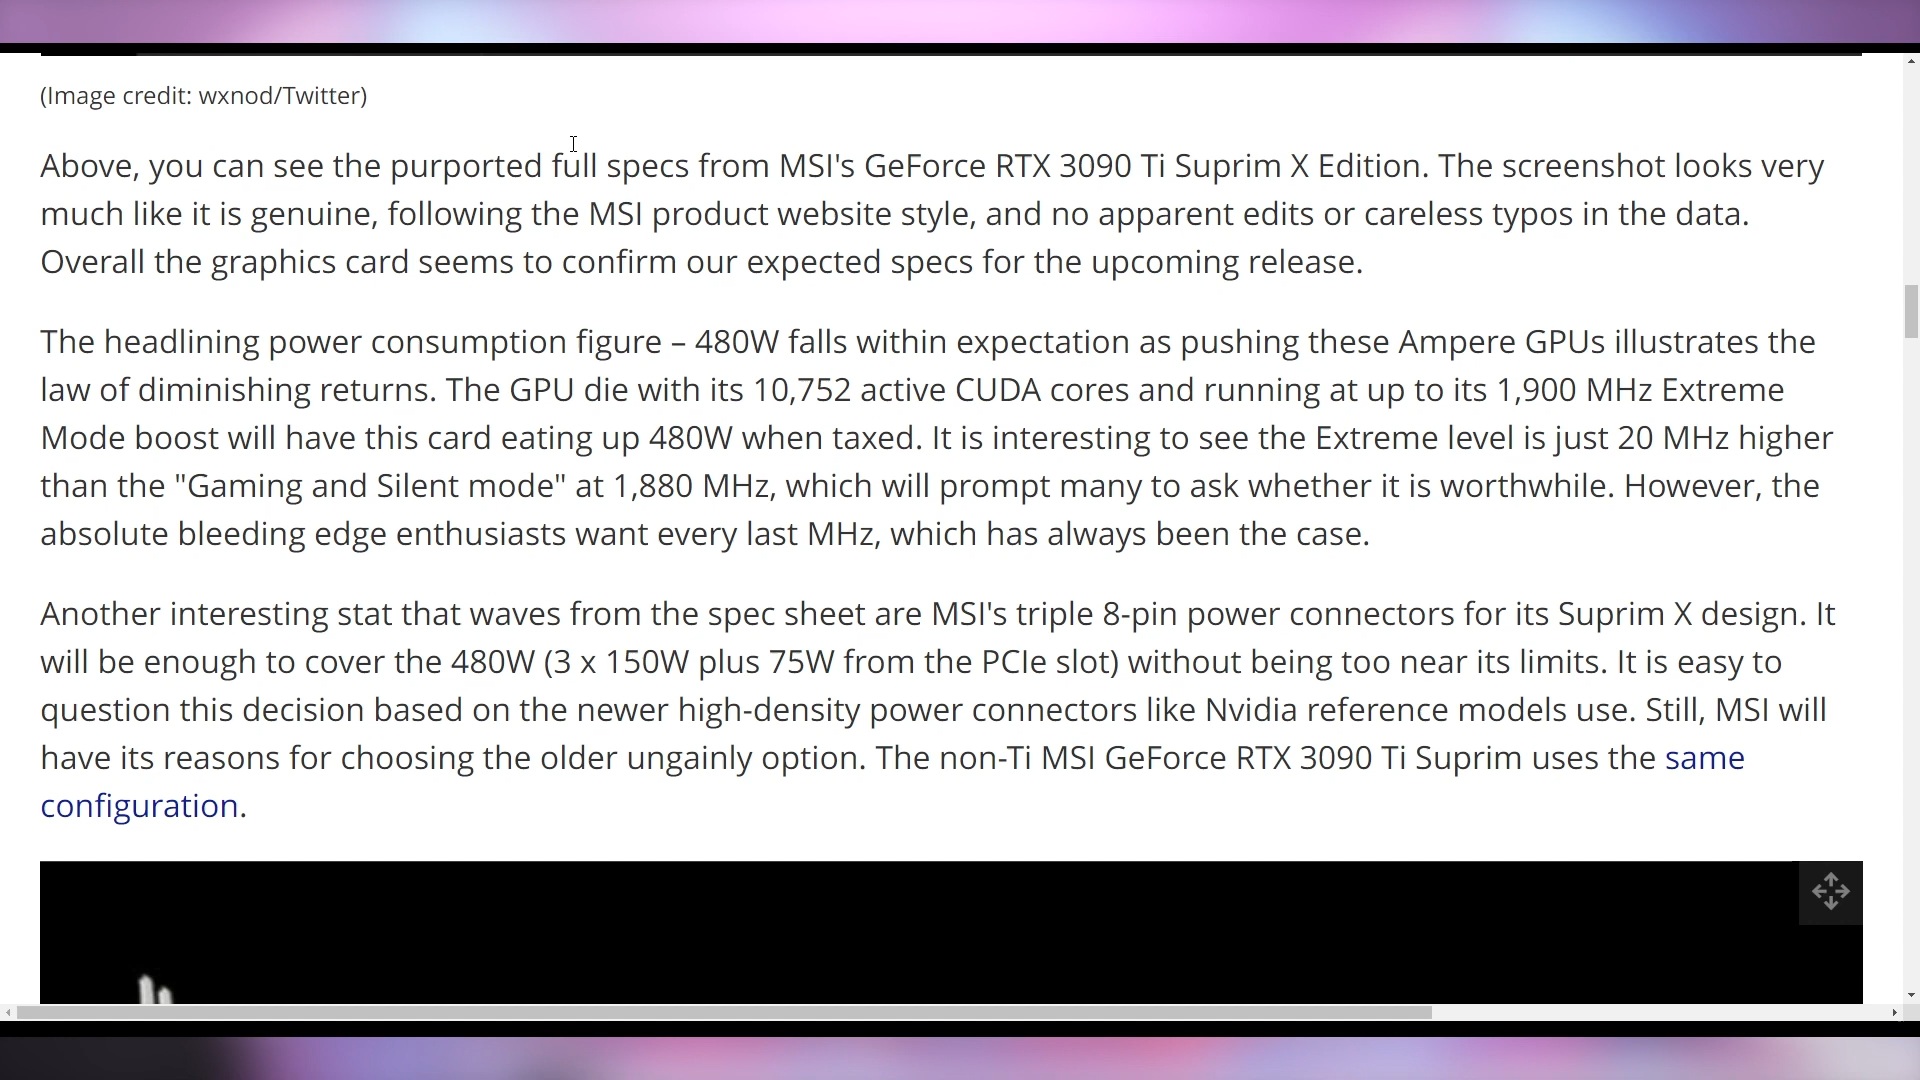 (Image credit: wxnod/Twitter)
Above, you can see the purported full specs from MSI's GeForce RTX 3090 Ti Suprim X Edition. The screenshot looks very
much like it is genuine, following the MSI product website style, and no apparent edits or careless typos in the data.
Overall the graphics card seems to confirm our expected specs for the upcoming release.
The headlining power consumption figure – 480W falls within expectation as pushing these Ampere GPUs illustrates the
law of diminishing returns. The GPU die with its 10,752 active CUDA cores and running at up to its 1,900 MHz Extreme
Mode boost will have this card eating up 480W when taxed. It is interesting to see the Extreme level is just 20 MHz higher
than the "Gaming and Silent mode" at 1,880 MHz, which will prompt many to ask whether it is worthwhile. However, the
absolute bleeding edge enthusiasts want every last MHz, which has always been the case.
Another interesting stat that waves from the spec sheet are MSI's triple 8-pin power connectors for its Suprim X design. It
will be enough to cover the 480W (3 x 150W plus 75W from the PCIe slot) without being too near its limits. It is easy to
question this decision based on the newer high-density power connectors like Nvidia reference models use. Still, MSI will
have its reasons for choosing the older ungainly option. The non-Ti MSI GeForce RTX 3090 Ti Suprim uses the same
configuration.